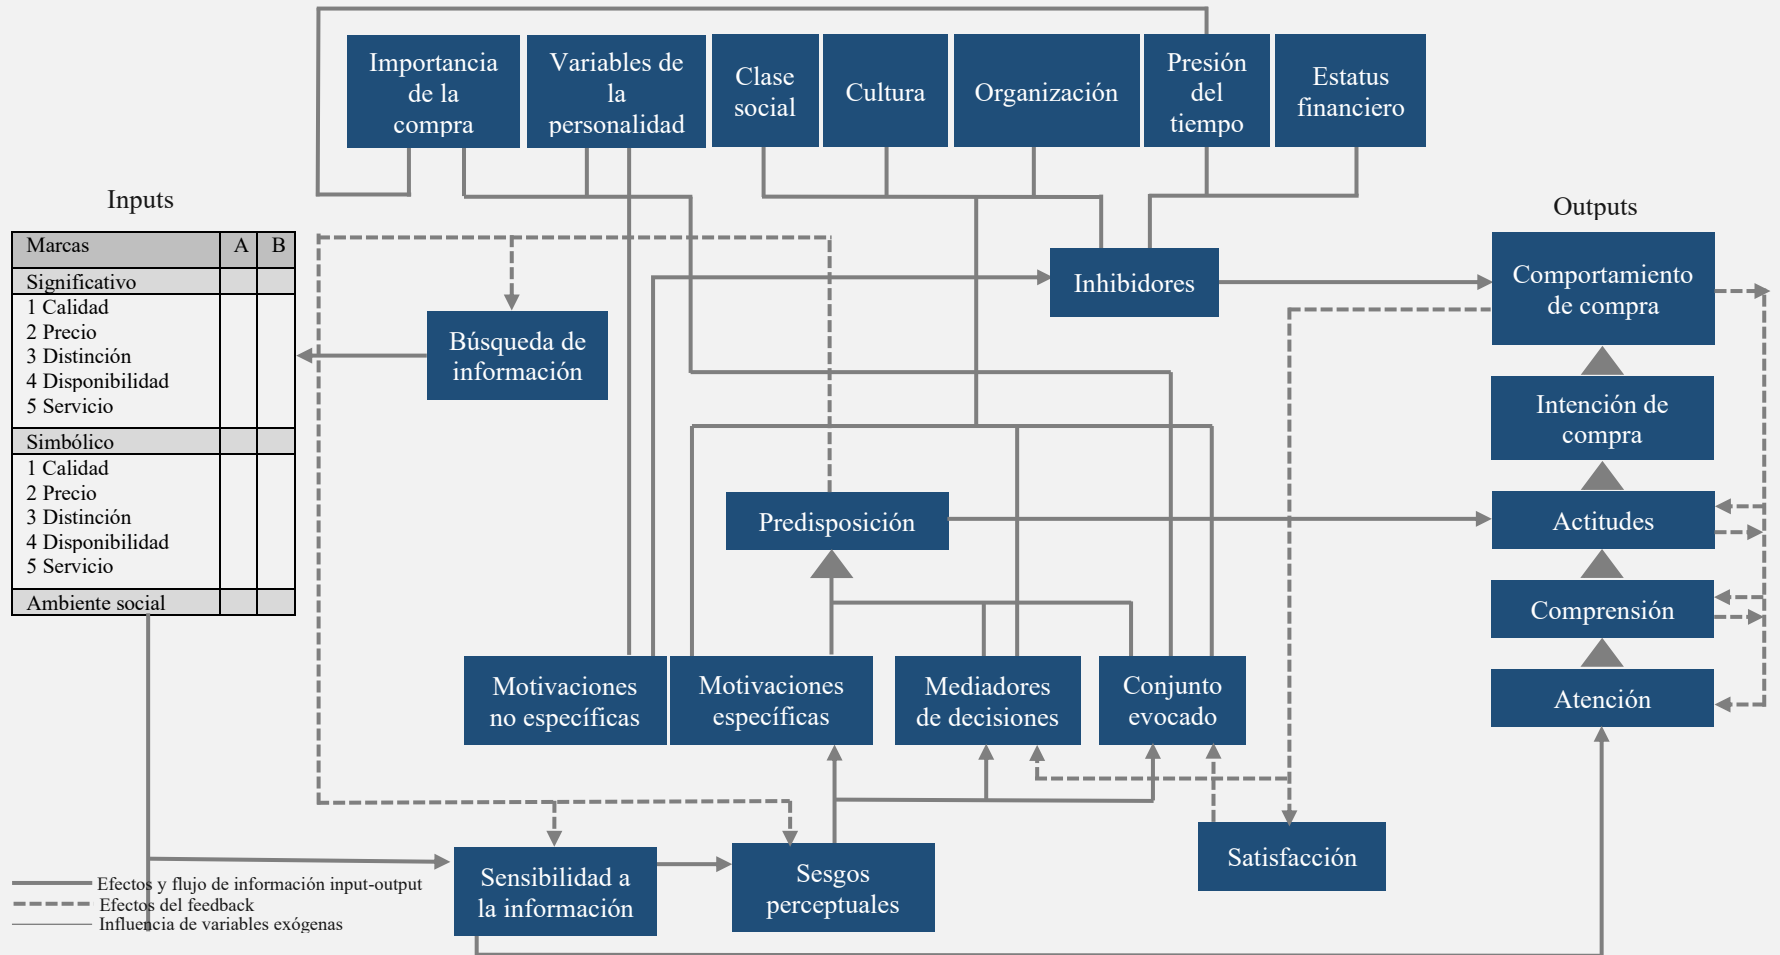 Importancia
de la
compra
Variables de
la
personalidad
Clase
social
Cultura
Organización
Presión
del
tiempo
Estatus
financiero
Inputs
Marcas A B
Significativo
1 Calidad
2 Precio
3 Distinción
4 Disponibilidad
5 Servicio
Simbólico
1 Calidad
2 Precio
3 Distinción
4 Disponibilidad
5 Servicio
Ambiente social
Búsqueda de
información
Inhibidores
Outputs
Comportamiento
de compra
Intención de
compra
Predisposición
Actitudes
Comprensión
Atención
Motivaciones
no específicas
Motivaciones
específicas
Mediadores
de decisiones
Conjunto
evocado
Satisfacción
Sensibilidad a
la información
Sesgos
perceptuales
Efectos y flujo de información input-output
Efectos del feedback
Influencia de variables exógenas